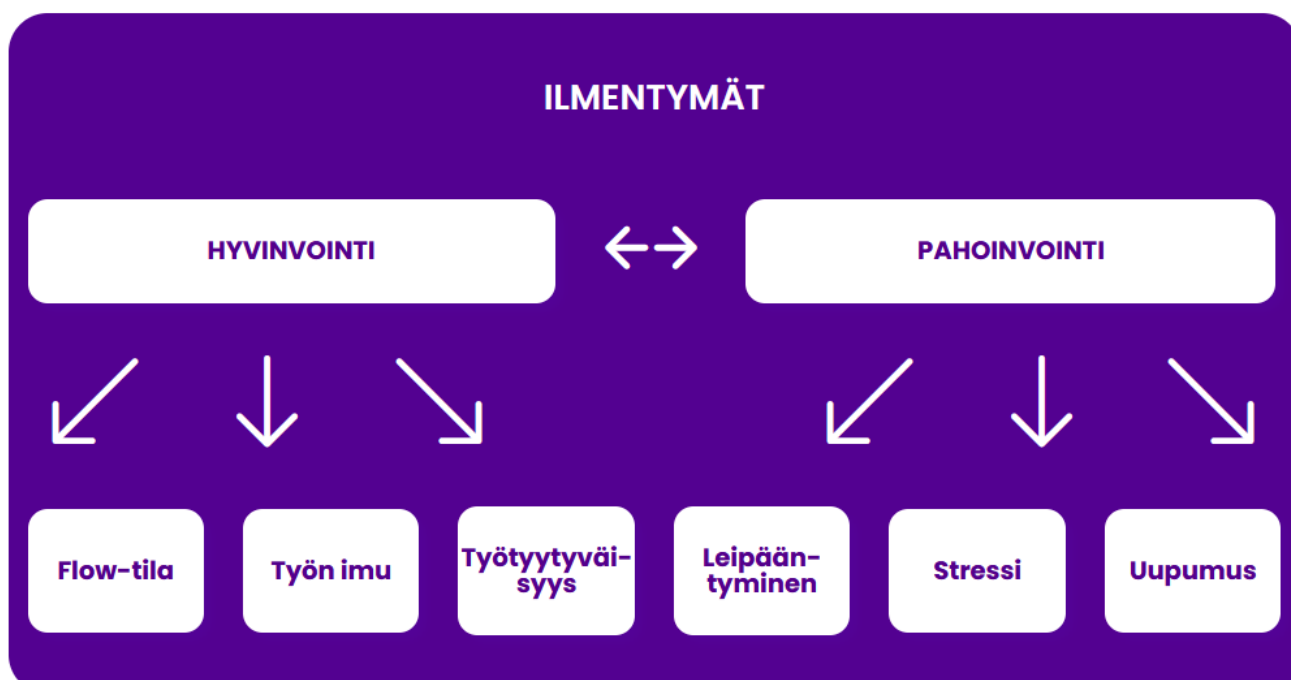 ILMENTYMÄT
HYVINVOINTI
PAHOINVOINTI
Flow-tila
Työn imu
Työtyytyväi-
syys
Leipään-
tyminen
Stressi
Uupumus